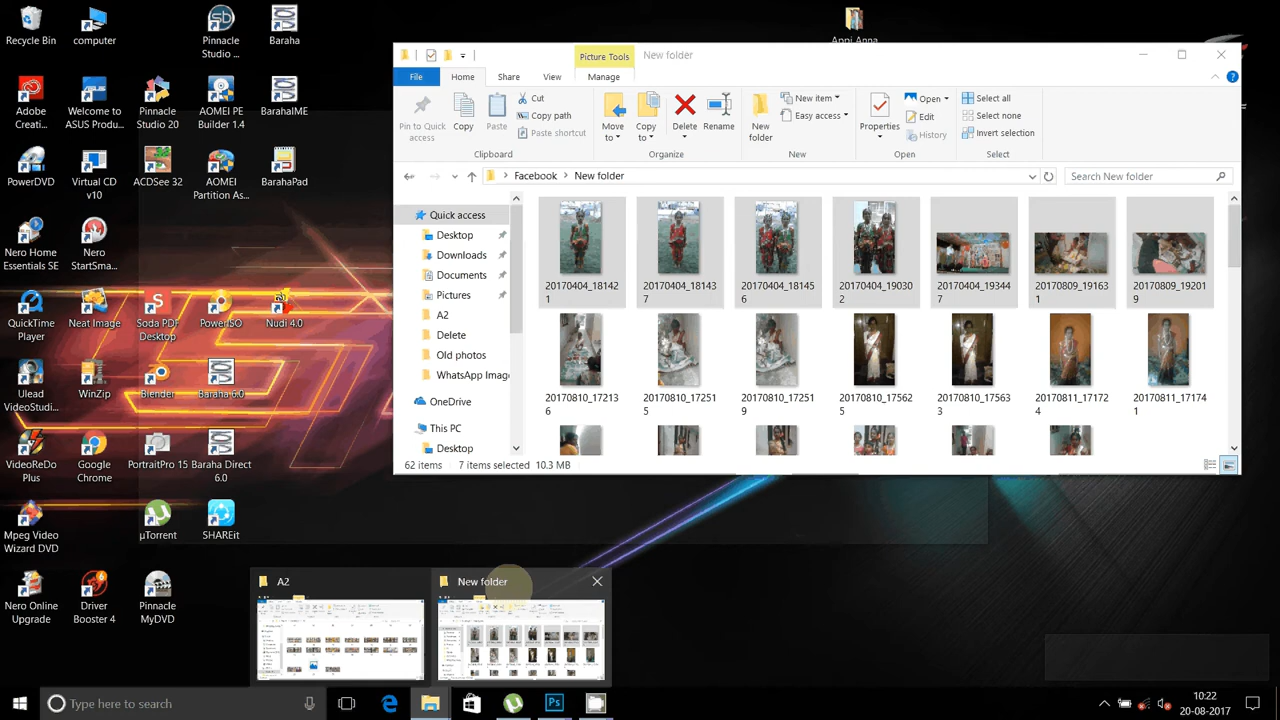 Recycle Bin
computer
Pinnacle
Studio ...
Baraha
Appi Anna
Adobe
Creati...
Welcome to
ASUS Produ...
Pinnacle
Studio 20
AOMEI PE
Builder 1.4
BarahaIME
PowerDVD
Virtual CD
v10
ACDSee 32
AOMEI
Partition As...
BarahaPad
Nero Home
Essentials SE
Nero
StartSma...
QuickTime
Player
Neat Image
Soda PDF
Desktop
PowerISO
Nudi 4.0
Ulead
VideoStudi...
WinZip
Blender
Baraha 6.0
VideoReDo
Plus
Google
Chrome
PortraitPro 15
Baraha Direct
6.0
Mpeg Video
Wizard DVD
µTorrent
SHAREit
Nero Online
Upgrade
Driver
Booster 4
Pinnacle
MyDVD
Picture Tools
New folder
File
Home
Share
View
Manage
Pin to Quick
access
Copy
Paste
Cut
Copy path
Paste shortcut
Move
to
Copy
to
Delete
Rename
New
folder
New item
Easy access
Properties
Open
Edit
History
Select all
Select none
Invert selection
Clipboard
Organize
New
Open
Select
Facebook
New folder
Search New folder
Quick access
Desktop
Downloads
Documents
Pictures
A2
Delete
Old photos
WhatsApp Imag
OneDrive
This PC
Desktop
20170404_18142
1
20170404_18143
7
20170404_18145
6
20170404_19030
2
20170404_19344
7
20170809_19163
1
20170809_19201
9
20170810_17213
6
20170810_17251
5
20170810_17251
9
20170810_17562
5
20170810_17563
3
20170811_17172
4
20170811_17174
1
62 items
7 items selected
10.3 MB
A2
New folder
Type here to search
Ps
10:22
20-08-2017